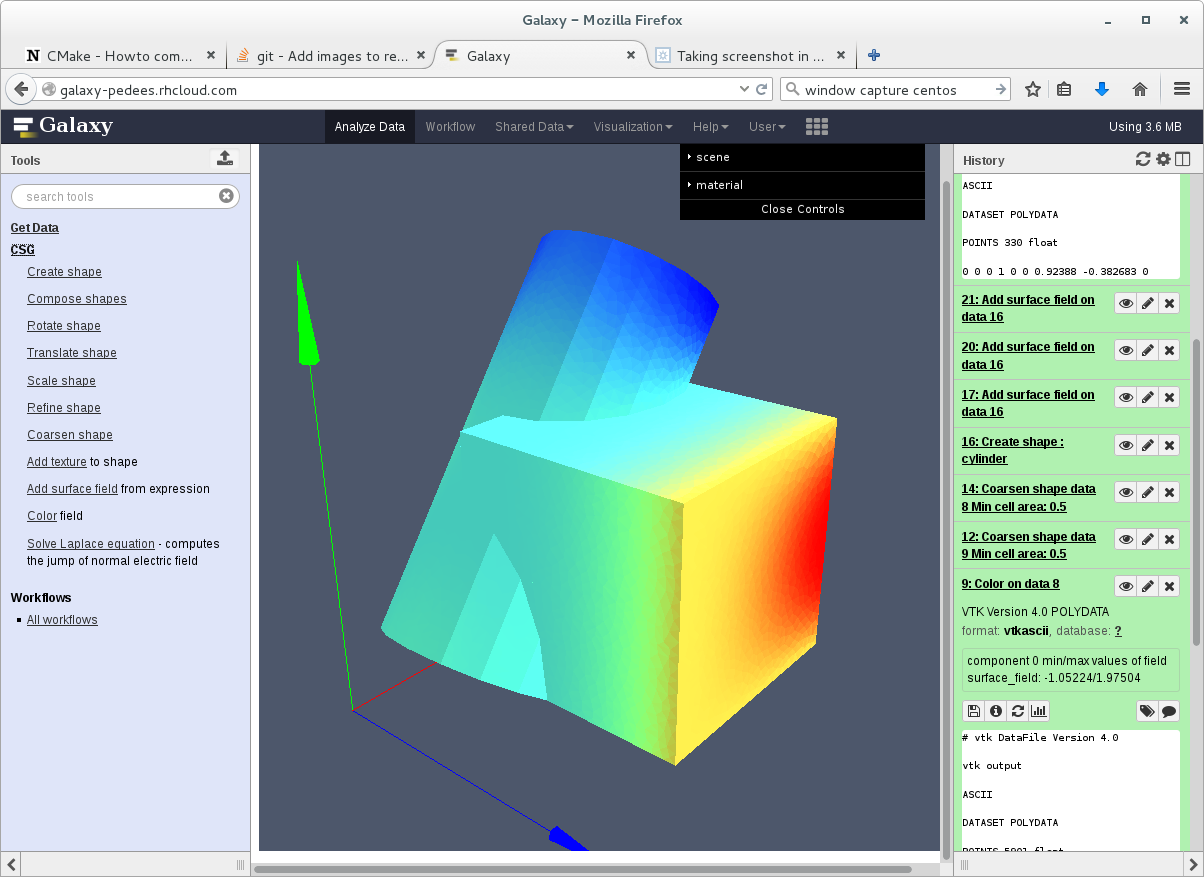 Galaxy - Mozilla Firefox
N CMake - Howto com...
git - Add images to re...
Galaxy
Taking screenshot in ...
galaxy-pedees.rhcloud.com
window capture centos
Galaxy
Analyze Data
Workflow
Shared Data
Visualization
Help
User
Using 3.6 MB
Tools
search tools
Get Data
CSG
Create shape
Compose shapes
Rotate shape
Translate shape
Scale shape
Refine shape
Coarsen shape
Add texture to shape
Add surface field from expression
Color field
Solve Laplace equation - computes
the jump of normal electric field
Workflows
All workflows
scene
material
Close Controls
History
ASCII
DATASET POLYDATA
POINTS 330 float
0 0 0 1 0 0 0.92388 -0.382683 0
21: Add surface field on
data 16
20: Add surface field on
data 16
17: Add surface field on
data 16
16: Create shape :
cylinder
14: Coarsen shape data
8 Min cell area: 0.5
12: Coarsen shape data
9 Min cell area: 0.5
9: Color on data 8
VTK Version 4.0 POLYDATA
format: vtkascii, database: ?
component 0 min/max values of field
surface_field: -1.05224/1.97504
# vtk DataFile Version 4.0
vtk output
ASCII
DATASET POLYDATA
POINTS
float